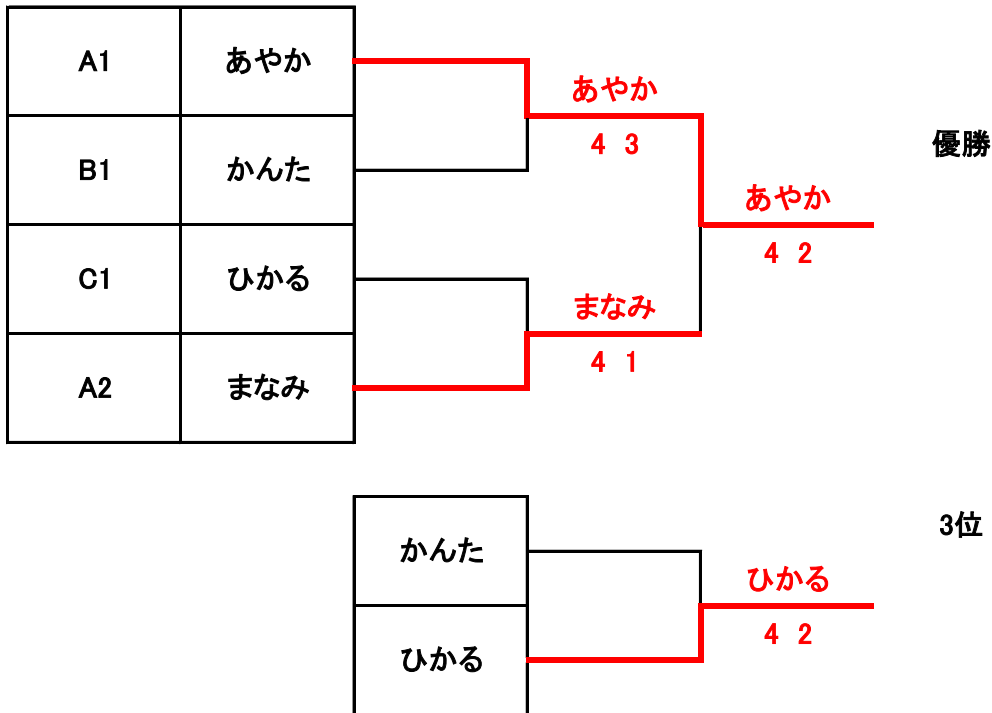 A1 あやか
B1 かんた
C1 ひかる
A2 まなみ
あやか
4 3
まなみ
4 1
あやか
4 2
優勝
かんた
ひかる
ひかる
4 2
3位